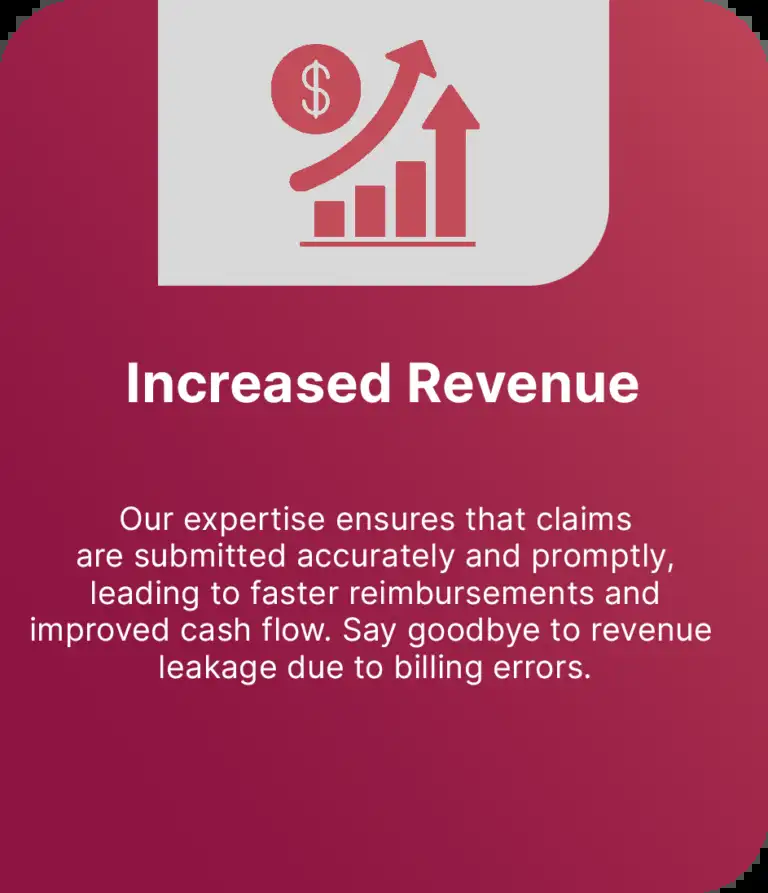 $
Increased Revenue
Our expertise ensures that claims
are submitted accurately and promptly,
leading to faster reimbursements and
improved cash flow. Say goodbye to revenue
leakage due to billing errors.